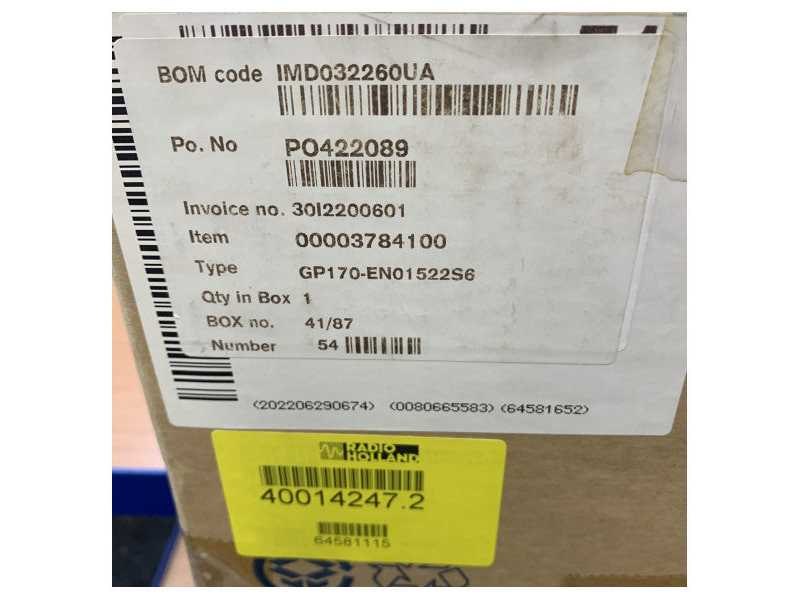 BOM code IMD032260UA
Po. No PO422089
Invoice no. 30I2200601
Item 00003784100
Type GP170-EN01522S6
Qty in Box 1
BOX no. 41/87
Number 54
(202206290674) (0080665583) (64581652)
RADIO
HOLLAND
40014247.2
64581115